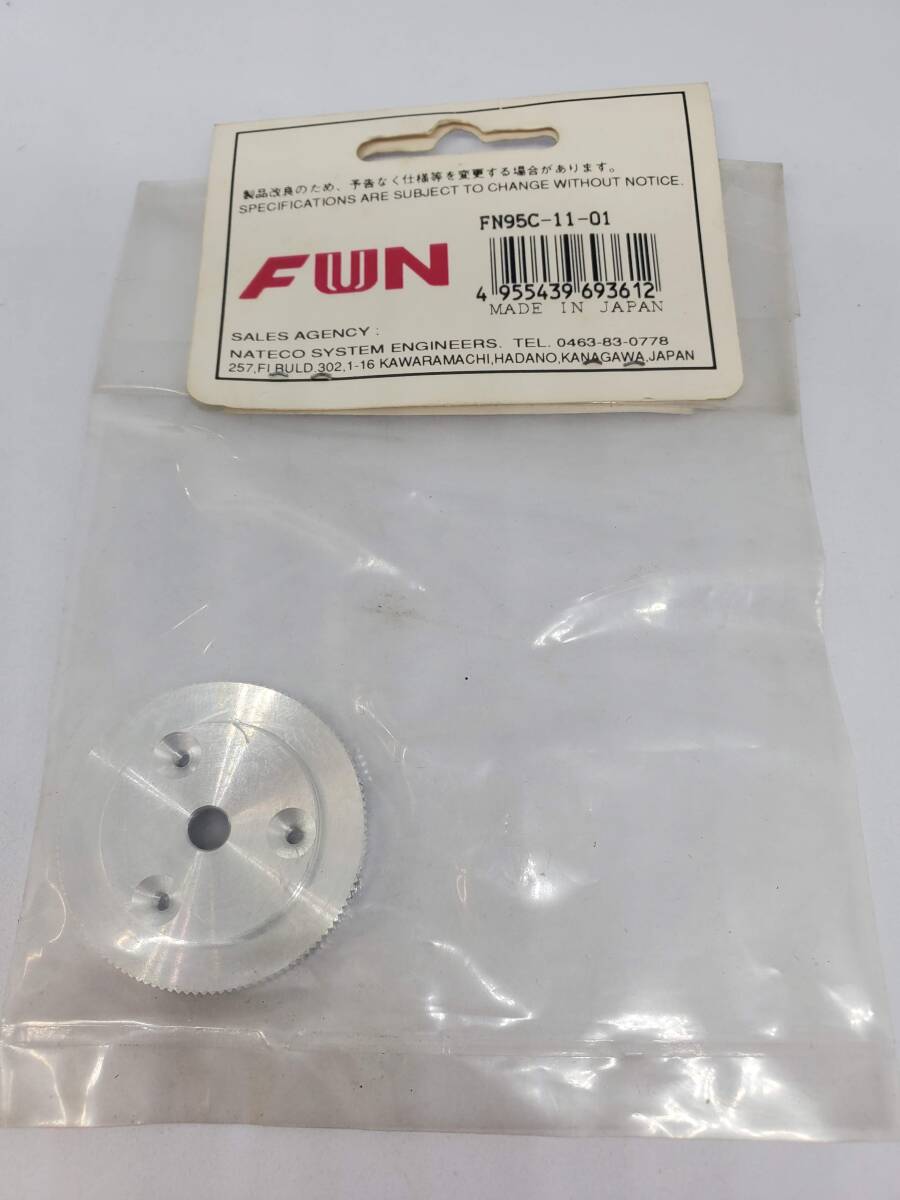 製品改良のため、予告なく仕様等を変更する場合があります。
SPECIFICATIONS ARE SUBJECT TO CHANGE WITHOUT NOTICE.
FN95C-11-01
FUN
4 955439 693612
MADE IN JAPAN
SALES AGENCY :
NATECO SYSTEM ENGINEERS. TEL. 0463-83-0778
257,FJ BULD.302,1-16 KAWARAMACHI,HADANO,KANAGAWA,JAPAN